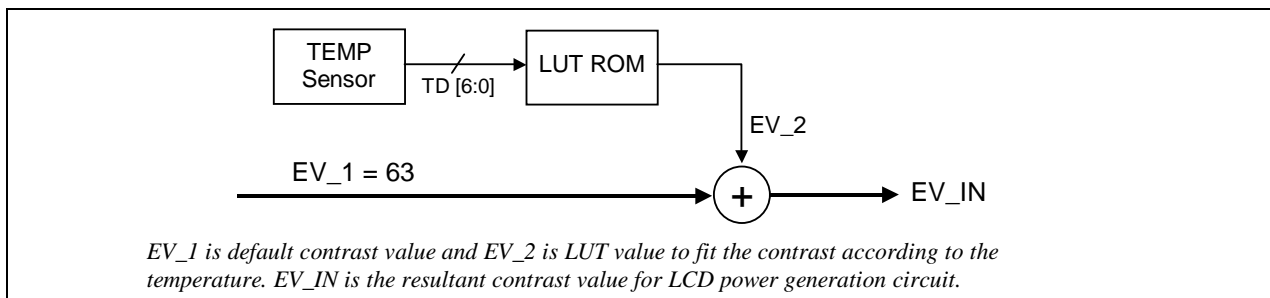 TEMP
Sensor
TD [6:0]
LUT ROM
EV_2
EV_1 = 63
+
EV_IN
EV_1 is default contrast value and EV_2 is LUT value to fit the contrast according to the
temperature. EV_IN is the resultant contrast value for LCD power generation circuit.